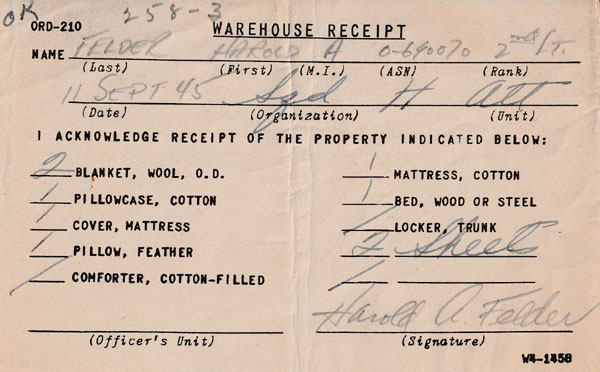 OK 258-3
ORD-210 WAREHOUSE RECEIPT
NAME FELDER HAROLD A O-690070 2nd LT.
(Last) (First) (M.I.) (ASN) (Rank)
11 SEPT 45 Sqd H Att
(Date) (Organization) (Unit)
I ACKNOWLEDGE RECEIPT OF THE PROPERTY INDICATED BELOW:
2 BLANKET, WOOL, O.D. 1 MATTRESS, COTTON
1 PILLOWCASE, COTTON 1 BED, WOOD OR STEEL
1 COVER, MATTRESS 1 LOCKER, TRUNK
1 PILLOW, FEATHER 2 Sheets
1 COMFORTER, COTTON-FILLED 1
Harold A. Felder
(Officer's Unit) (Signature)
W4-1458